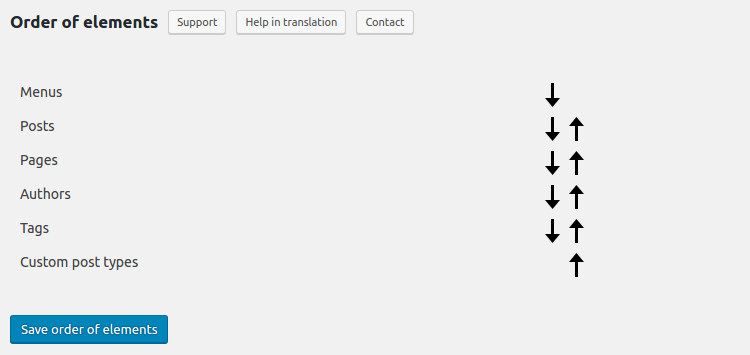 Order of elements Support Help in translation Contact
Menus
Posts
Pages
Authors
Tags
Custom post types
Save order of elements